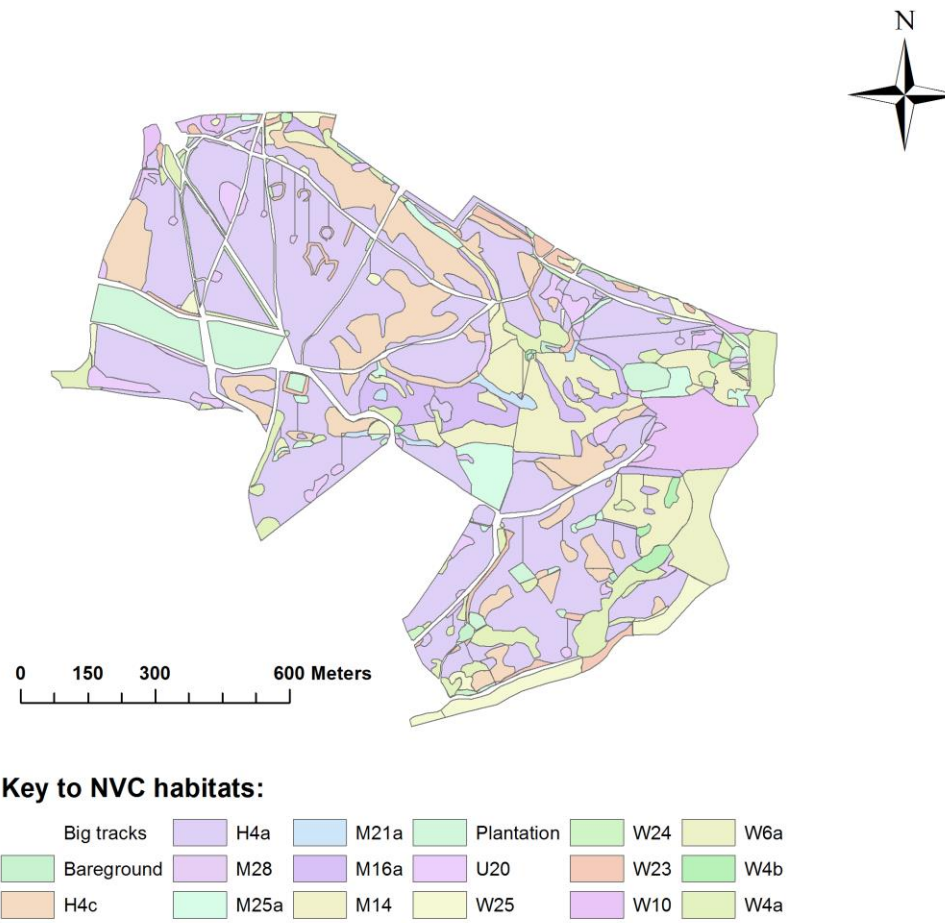 N
0 150 300 600 Meters
Key to NVC habitats:
Big tracks H4a M21a Plantation W24 W6a
Bareground M28 M16a U20 W23 W4b
H4c M25a M14 W25 W10 W4a